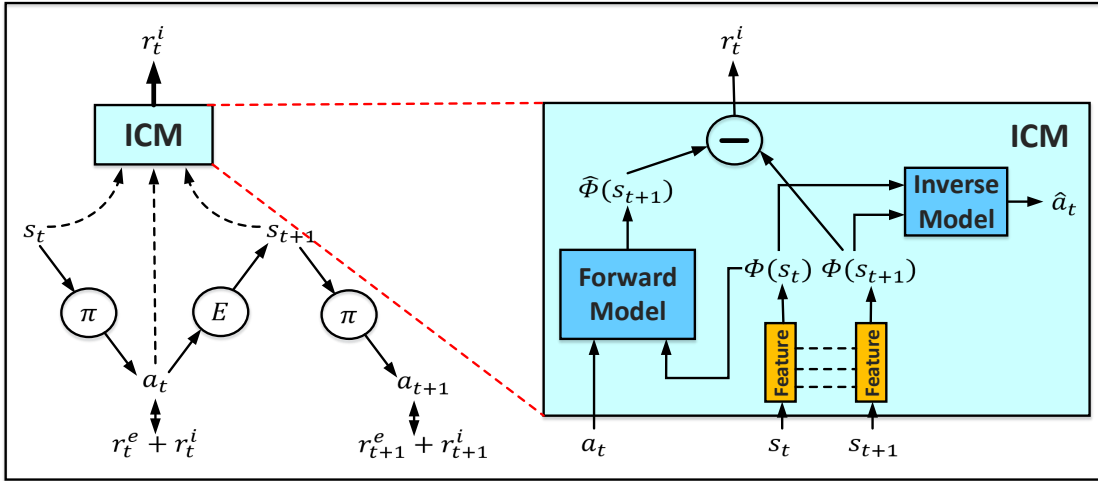 r_t^i
ICM
s_t
s_{t+1}
π
E
π
a_t
a_{t+1}
r_t^e + r_t^i
r_{t+1}^e + r_{t+1}^i
r_t^i
−
ICM
Φ̂(s_{t+1})
Inverse
Model
â_t
Forward
Model
Φ(s_t)
Φ(s_{t+1})
Feature
Feature
a_t
s_t
s_{t+1}